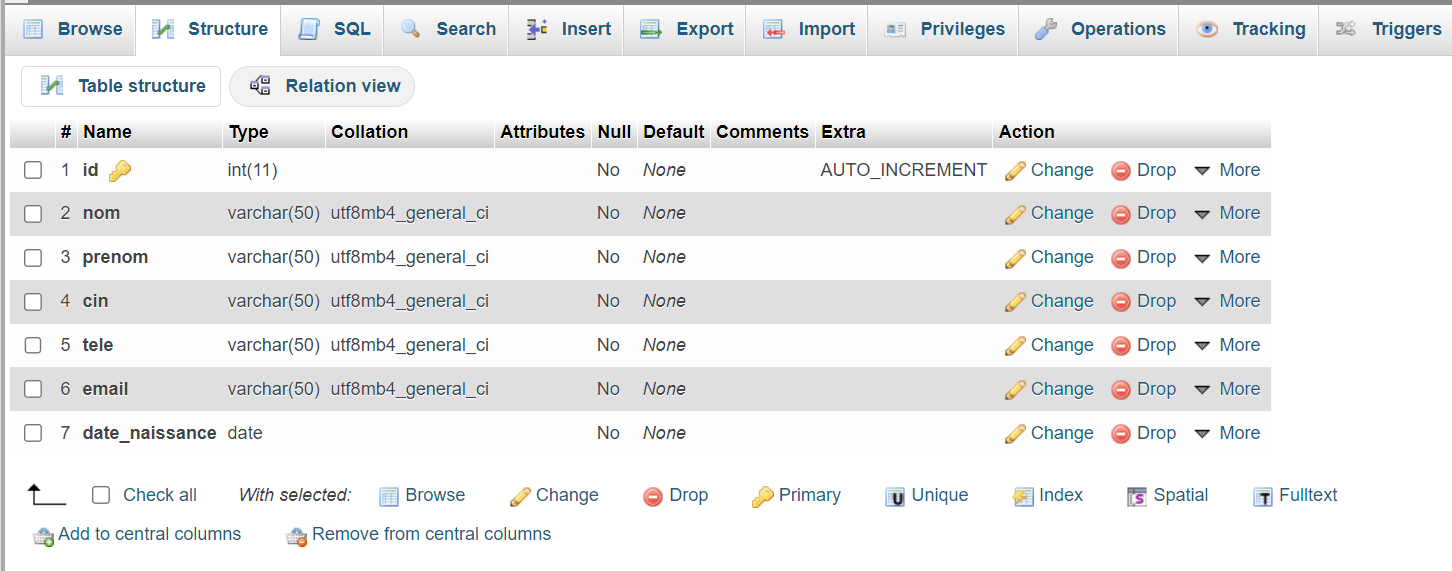 Browse Structure SQL Search Insert Export Import Privileges Operations Tracking Triggers
Table structure Relation view
# Name Type Collation Attributes Null Default Comments Extra Action
1 id int(11) No None AUTO_INCREMENT Change Drop More
2 nom varchar(50) utf8mb4_general_ci No None Change Drop More
3 prenom varchar(50) utf8mb4_general_ci No None Change Drop More
4 cin varchar(50) utf8mb4_general_ci No None Change Drop More
5 tele varchar(50) utf8mb4_general_ci No None Change Drop More
6 email varchar(50) utf8mb4_general_ci No None Change Drop More
7 date_naissance date No None Change Drop More
Check all With selected: Browse Change Drop Primary Unique Index Spatial Fulltext
Add to central columns Remove from central columns